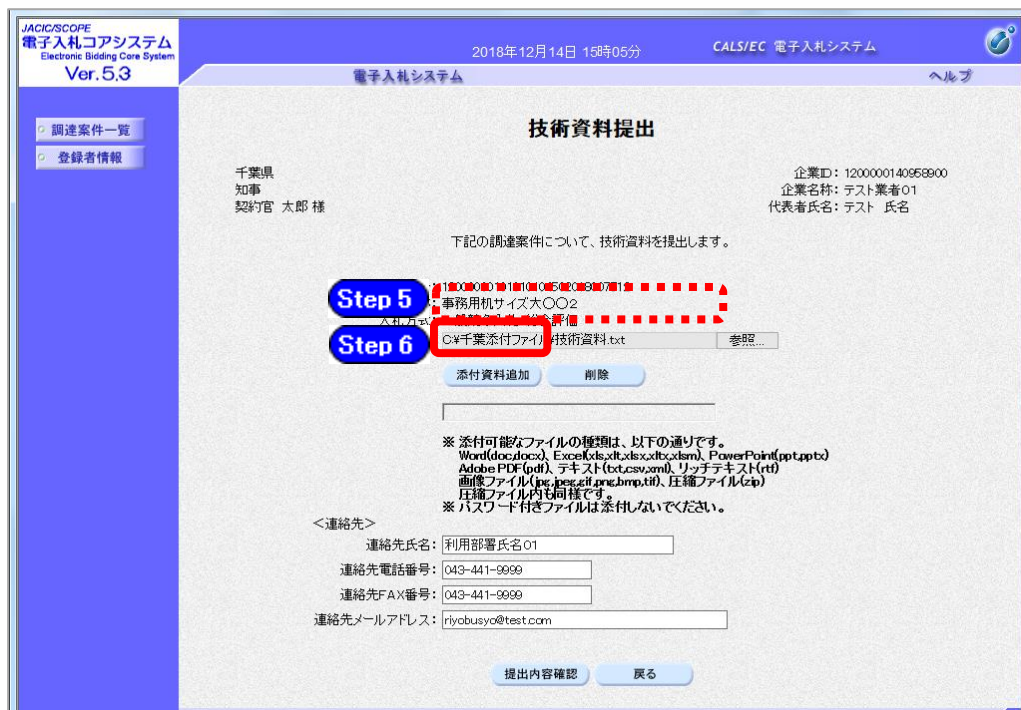 JACIC/SCOPE
電子入札コアシステム
Electronic Bidding Core System
Ver.5.3
2018年12月14日 15時05分
CALS/EC 電子入札システム
電子入札システム
ヘルプ
調達案件一覧
登録者情報
技術資料提出
千葉県
知事
契約官 太郎 様
企業ID: 1200000140958900
企業名称: テスト業者01
代表者氏名: テスト 氏名
下記の調達案件について、技術資料を提出します。
Step 5
事務用机サイズ大〇〇2
入札方式:
Step 6
C:¥千葉添付ファイル¥技術資料.txt
参照...
添付資料追加
削除
※ 添付可能なファイルの種類は、以下の通りです。
Word(doc,docx)、Excel(xls,xlt,xlsx,xltx,xlsm)、PowerPoint(ppt,pptx)
Adobe PDF(pdf)、テキスト(txt,csv,xml)、リッチテキスト(rtf)
画像ファイル(jpg,jpeg,gif,png,bmp,tif)、圧縮ファイル(zip)
圧縮ファイル内も同様です。
※ パスワード付きファイルは添付しないでください。
<連絡先>
連絡先氏名: 利用部署氏名01
連絡先電話番号: 043-441-9999
連絡先FAX番号: 043-441-9999
連絡先メールアドレス: riyobusyo@test.com
提出内容確認
戻る